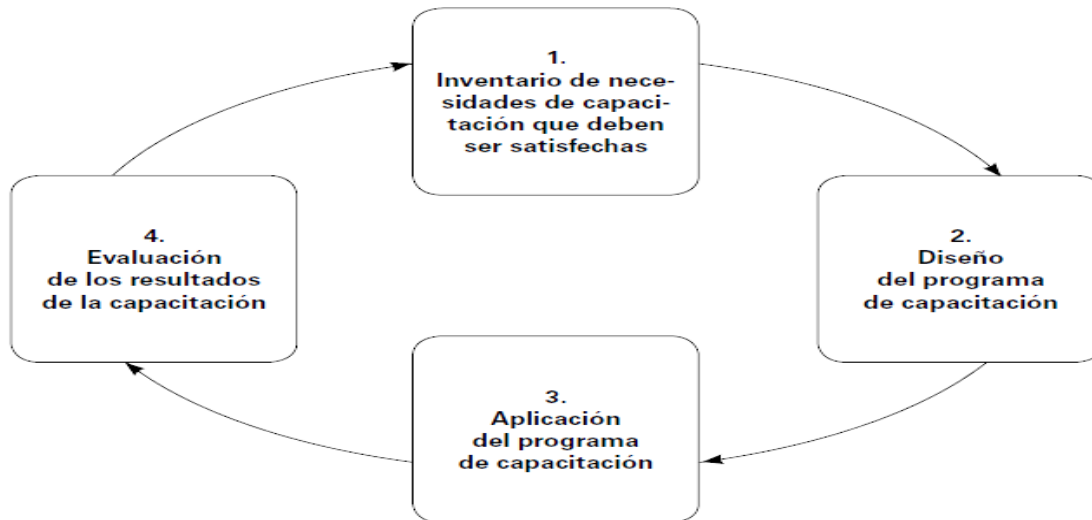 1.
Inventario de nece-
sidades de capaci-
tación que deben
ser satisfechas
2.
Diseño
del programa
de capacitación
3.
Aplicación
del programa
de capacitación
4.
Evaluación
de los resultados
de la capacitación